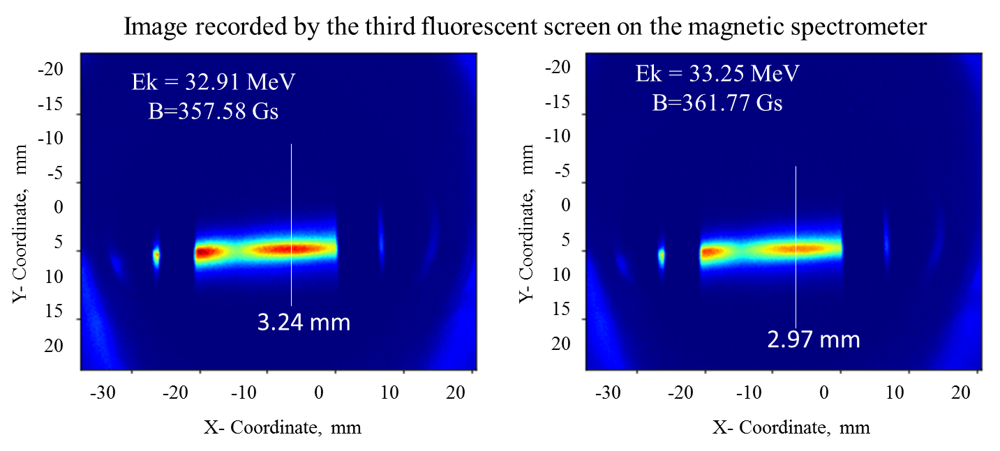 Image recorded by the third fluorescent screen on the magnetic spectrometer
Ek = 32.91 MeV
B=357.58 Gs
3.24 mm
-20
-15
-10
-5
0
5
10
15
20
Y- Coordinate, mm
-30 -20 -10 0 20
X- Coordinate, mm
Ek = 33.25 MeV
B=361.77 Gs
2.97 mm
-20
-15
-10
-5
0
5
10
15
20
Y- Coordinate, mm
-30 -20 -10 0 10 20
X- Coordinate, mm